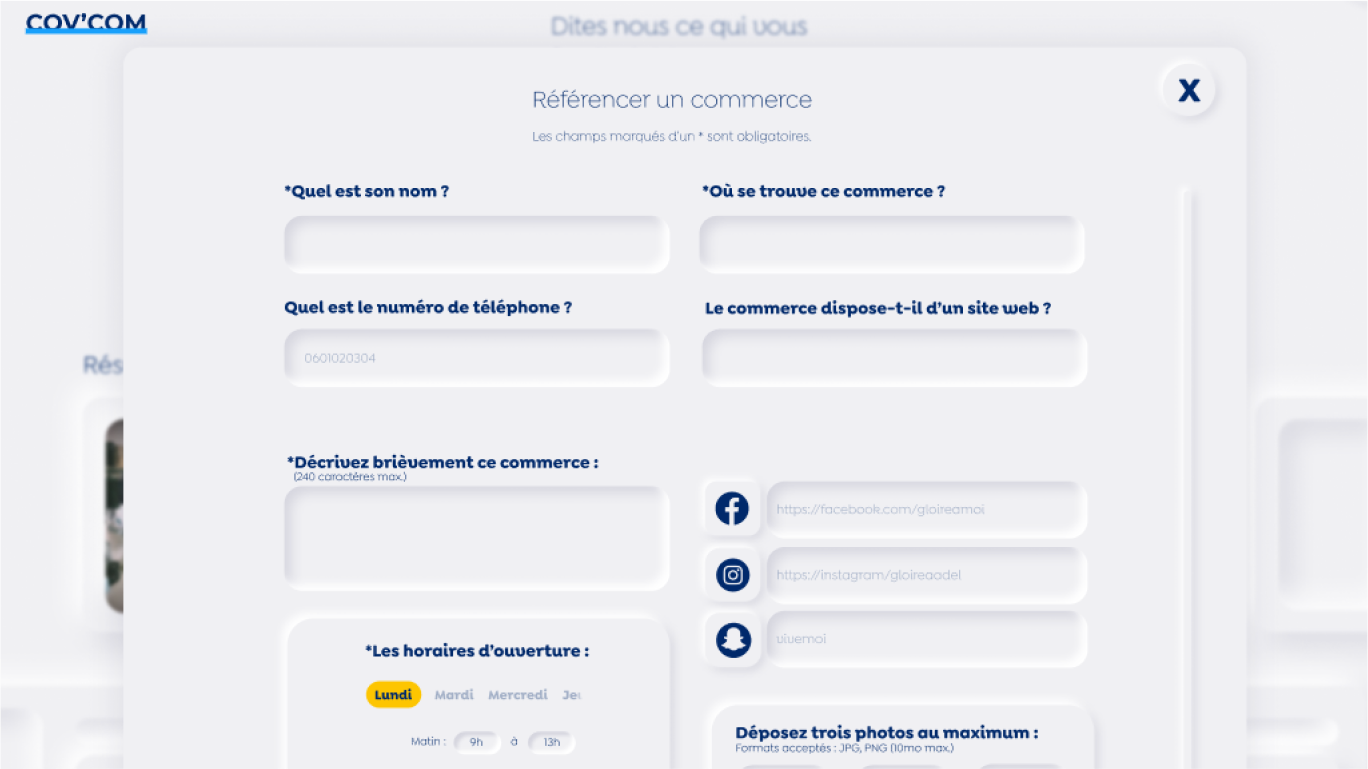 COV'COM
Dites nous ce qui vous
Référencer un commerce
X
Les champs marqués d'un * sont obligatoires.
*Quel est son nom ?
*Où se trouve ce commerce ?
Quel est le numéro de téléphone ?
Le commerce dispose-t-il d'un site web ?
0601020304
Rés
*Décrivez brièvement ce commerce :
(240 caractères max.)
https://facebook.com/gloireamoi
https://instagram/gloireaadel
vivemoi
*Les horaires d'ouverture :
Lundi Mardi Mercredi Jeu
Matin : 9h à 13h
Déposez trois photos au maximum :
Formats acceptés : JPG, PNG (10mo max.)